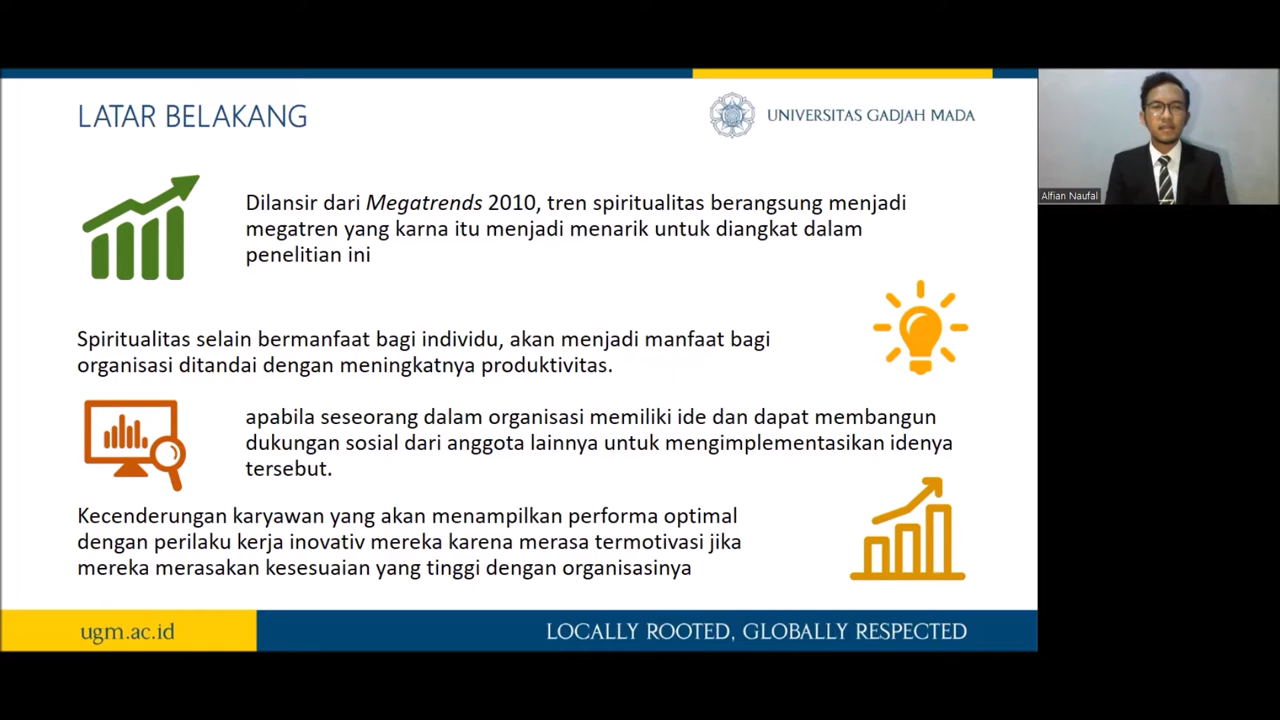 LATAR BELAKANG
UNIVERSITAS GADJAH MADA
Alfian Naufal
Dilansir dari Megatrends 2010, tren spiritualitas berangsung menjadi
megatren yang karna itu menjadi menarik untuk diangkat dalam
penelitian ini
Spiritualitas selain bermanfaat bagi individu, akan menjadi manfaat bagi
organisasi ditandai dengan meningkatnya produktivitas.
apabila seseorang dalam organisasi memiliki ide dan dapat membangun
dukungan sosial dari anggota lainnya untuk mengimplementasikan idenya
tersebut.
Kecenderungan karyawan yang akan menampilkan performa optimal
dengan perilaku kerja inovativ mereka karena merasa termotivasi jika
mereka merasakan kesesuaian yang tinggi dengan organisasinya
ugm.ac.id
LOCALLY ROOTED, GLOBALLY RESPECTED